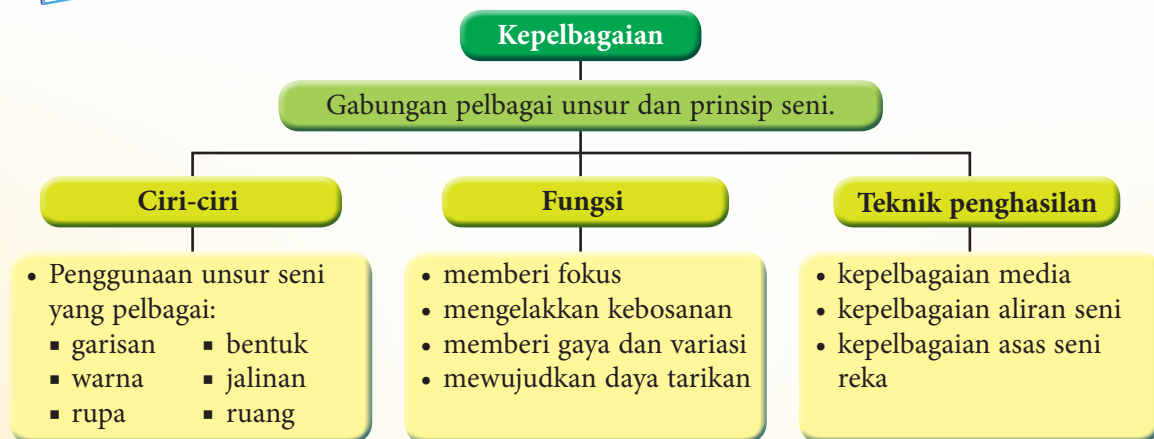 Kepelbagaian
Gabungan pelbagai unsur dan prinsip seni.
Ciri-ciri
• Penggunaan unsur seni
yang pelbagai:
▪ garisan ▪ bentuk
▪ warna ▪ jalinan
▪ rupa ▪ ruang
Fungsi
• memberi fokus
• mengelakkan kebosanan
• memberi gaya dan variasi
• mewujudkan daya tarikan
Teknik penghasilan
• kepelbagaian media
• kepelbagaian aliran seni
• kepelbagaian asas seni
reka